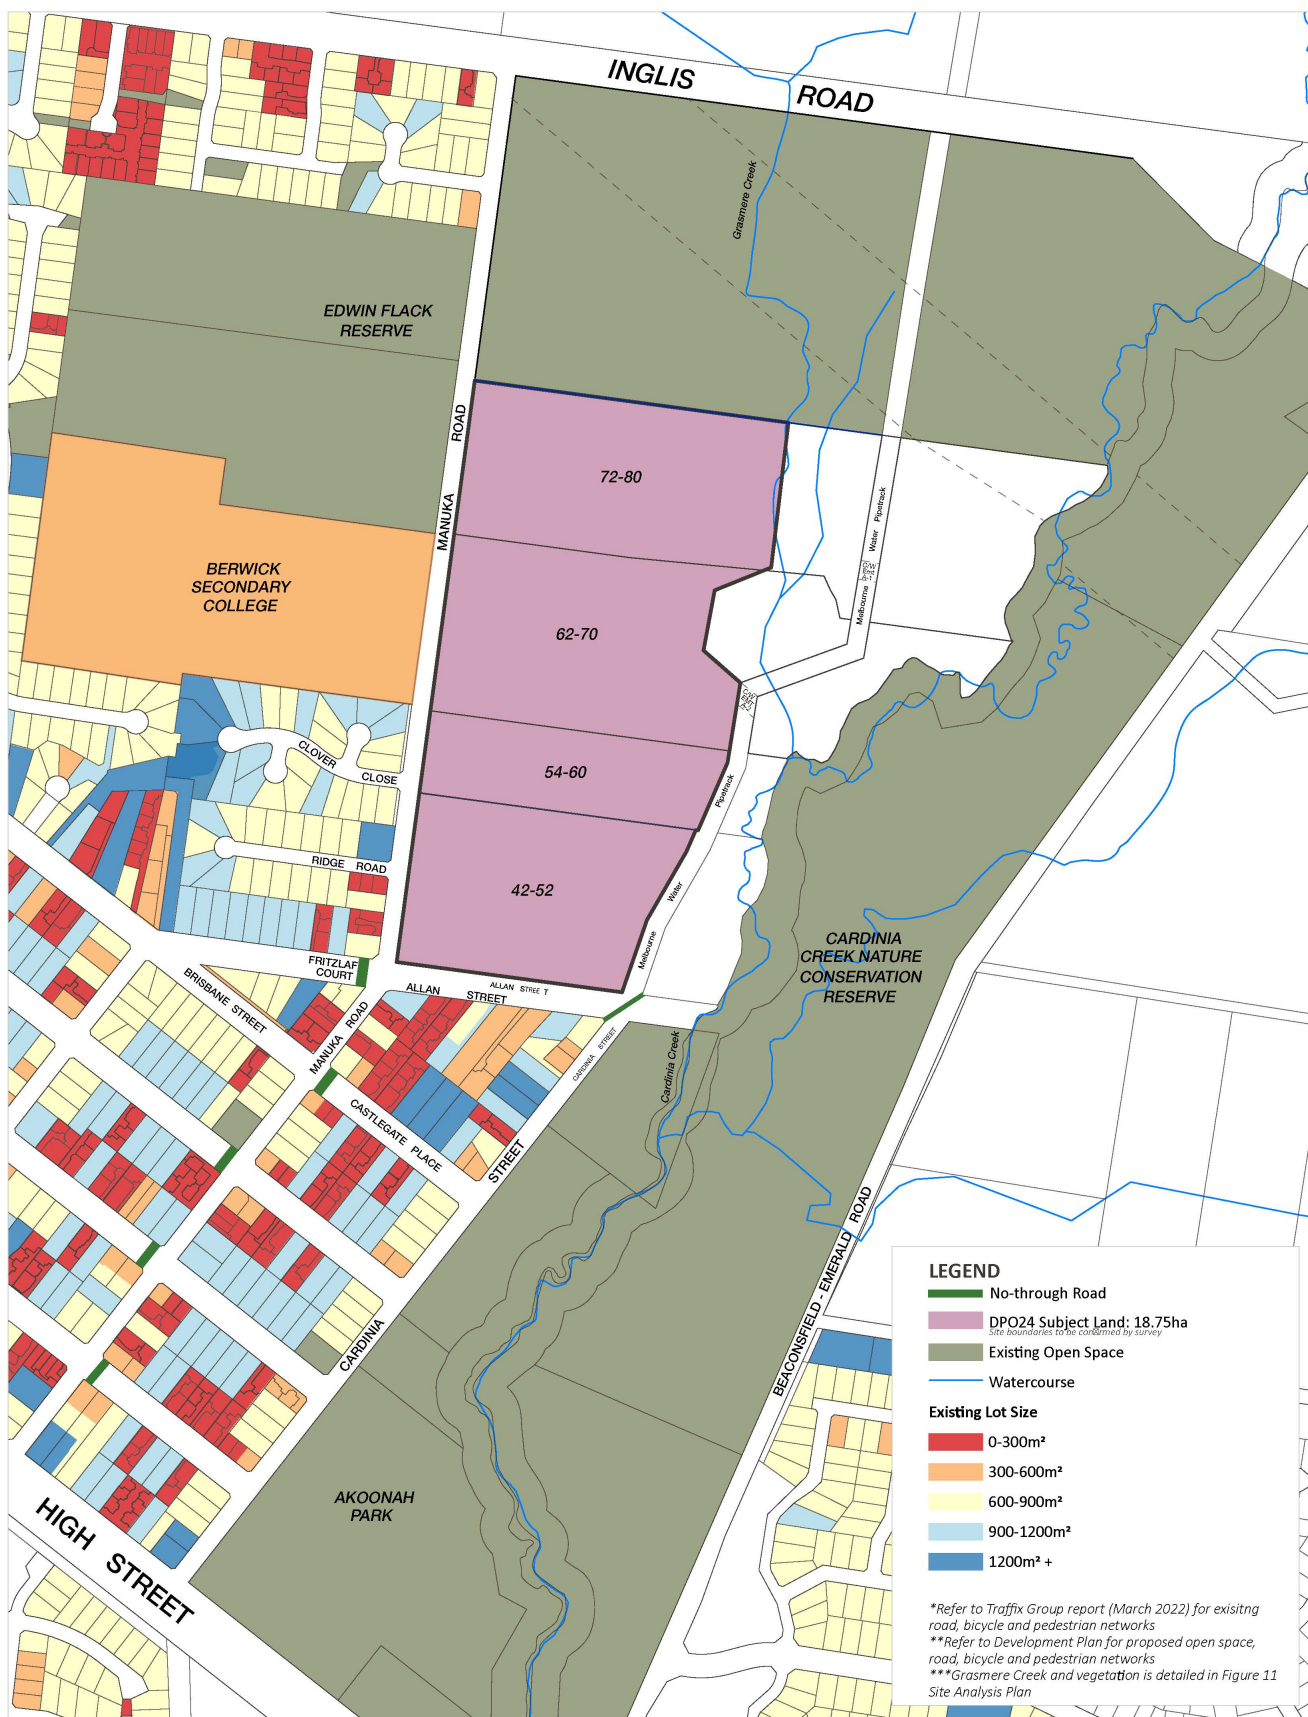 INGLIS
ROAD
Grasmere Creek
EDWIN FLACK
RESERVE
MANUKA
ROAD
72-80
BERWICK
SECONDARY
COLLEGE
62-70
Melbourne
Water
Pipetrack
54-60
CLOVER
CLOSE
RIDGE
ROAD
42-52
Melbourne
Water
Pipetrack
FRITZLAF
COURT
ALLAN
STREET
ALLAN STREE T
BRISBANE STREET
MANUKA ROAD
CARDINIA STREET
CASTLEGATE PLACE
CARDINIA
STREET
Cardinia Creek
CARDINIA
CREEK NATURE
CONSERVATION
RESERVE
BEACONSFIELD - EMERALD ROAD
AKOONAH
PARK
HIGH STREET
LEGEND
No-through Road
DPO24 Subject Land: 18.75ha
Site boundaries to be confirmed by survey
Existing Open Space
Watercourse
Existing Lot Size
0-300m²
300-600m²
600-900m²
900-1200m²
1200m² +
*Refer to Traffix Group report (March 2022) for exisitng
road, bicycle and pedestrian networks
**Refer to Development Plan for proposed open space,
road, bicycle and pedestrian networks
***Grasmere Creek and vegetation is detailed in Figure 11
Site Analysis Plan